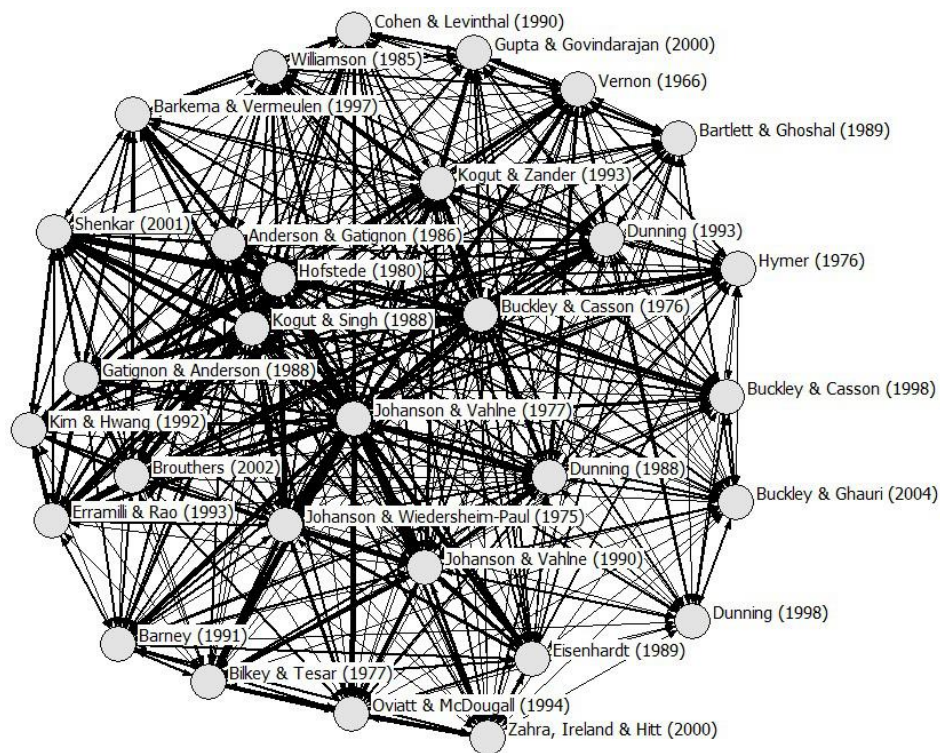 Cohen & Levinthal (1990)
Gupta & Govindarajan (2000)
Williamson (1985)
Vernon (1966)
Barkema & Vermeulen (1997)
Bartlett & Ghoshal (1989)
Kogut & Zander (1993)
Shenkar (2001)
Anderson & Gatignon (1986)
Dunning (1993)
Hymer (1976)
Hofstede (1980)
Buckley & Casson (1976)
Kogut & Singh (1988)
Gatignon & Anderson (1988)
Buckley & Casson (1998)
Johanson & Vahlne (1977)
Kim & Hwang (1992)
Brouthers (2002)
Dunning (1988)
Buckley & Ghauri (2004)
Erramilli & Rao (1993)
Johanson & Wiedersheim-Paul (1975)
Johanson & Vahlne (1990)
Dunning (1998)
Barney (1991)
Eisenhardt (1989)
Bilkey & Tesar (1977)
Oviatt & McDougall (1994)
Zahra, Ireland & Hitt (2000)